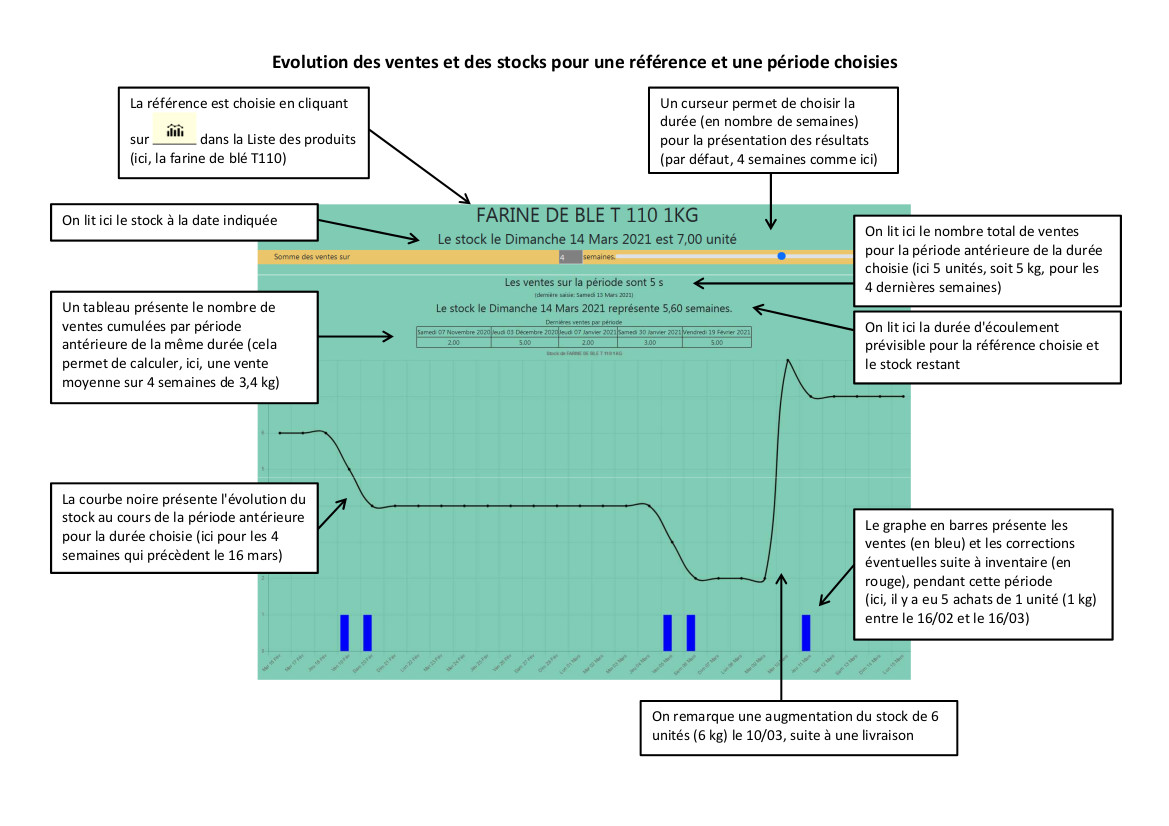 Evolution des ventes et des stocks pour une référence et une période choisies
La référence est choisie en cliquant
sur dans la Liste des produits
(ici, la farine de blé T110)
Un curseur permet de choisir la
durée (en nombre de semaines)
pour la présentation des résultats
(par défaut, 4 semaines comme ici)
On lit ici le stock à la date indiquée
FARINE DE BLE T 110 1KG
Le stock le Dimanche 14 Mars 2021 est 7,00 unité
Somme des ventes sur 4 semaines.
On lit ici le nombre total de ventes
pour la période antérieure de la durée
choisie (ici 5 unités, soit 5 kg, pour les
4 dernières semaines)
Les ventes sur la période sont 5 s
(dernière saisie: Samedi 13 Mars 2021)
Le stock le Dimanche 14 Mars 2021 représente 5,60 semaines.
Dernières ventes par période
Samedi 07 Novembre 2020 Jeudi 03 Décembre 2020 Jeudi 07 Janvier 2021 Samedi 30 Janvier 2021 Vendredi 19 Février 2021
2.00 5.00 2.00 3.00 5.00
Stock de FARINE DE BLE T 110 1KG
Un tableau présente le nombre de
ventes cumulées par période
antérieure de la même durée (cela
permet de calculer, ici, une vente
moyenne sur 4 semaines de 3,4 kg)
On lit ici la durée d'écoulement
prévisible pour la référence choisie et
le stock restant
La courbe noire présente l'évolution du
stock au cours de la période antérieure
pour la durée choisie (ici pour les 4
semaines qui précèdent le 16 mars)
Le graphe en barres présente les
ventes (en bleu) et les corrections
éventuelles suite à inventaire (en
rouge), pendant cette période
(ici, il y a eu 5 achats de 1 unité (1 kg)
entre le 16/02 et le 16/03)
On remarque une augmentation du stock de 6
unités (6 kg) le 10/03, suite à une livraison